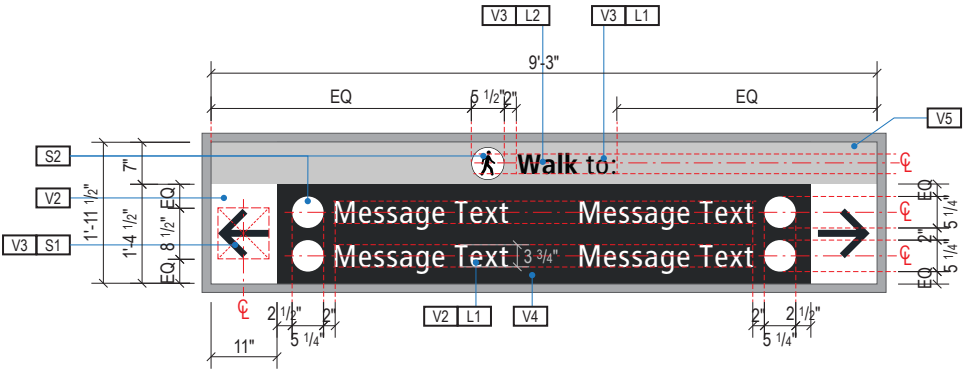 V3 L2 V3 L1
9'-3"
EQ 5 1/2" 2" EQ
V5
S2
Walk to:
℄
7"
V2
1'-11 1/2"
1'-4 1/2"
EQ
8 1/2"
EQ
Message Text Message Text
℄
EQ
5 1/4"
V3 S1
2"
Message Text 3 3/4" Message Text
℄
5 1/4"
EQ
℄
2 1/2" 2" V2 L1 V4 2" 2 1/2"
5 1/4" 5 1/4"
11"